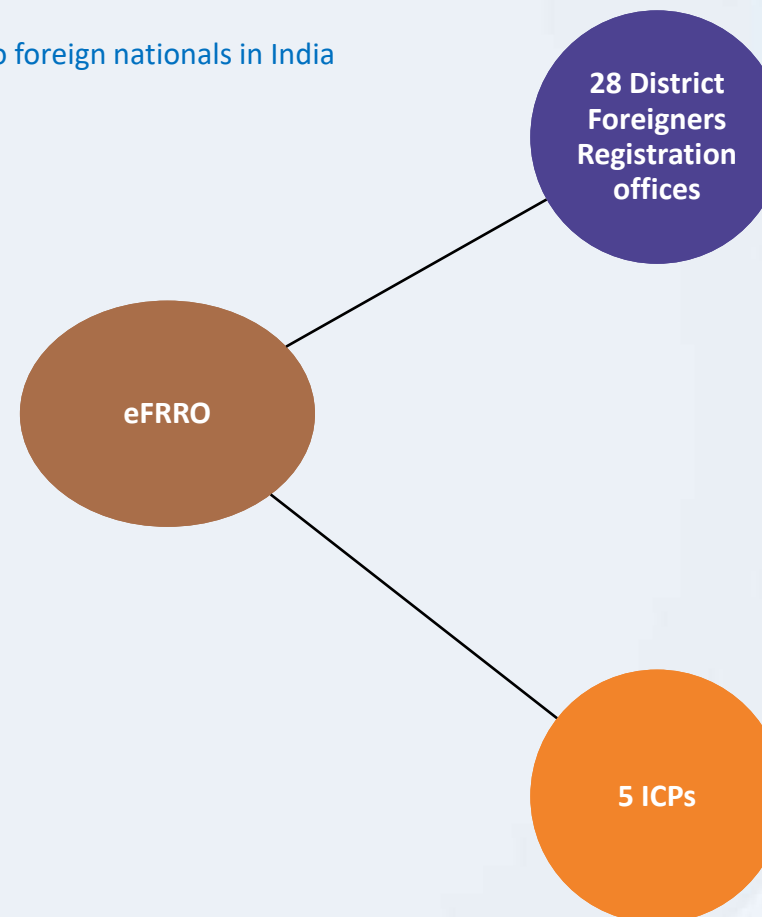 o foreign nationals in India
28 District
Foreigners
Registration
offices
eFRRO
5 ICPs